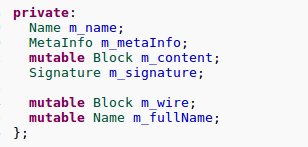 private:
  Name m_name;
  MetaInfo m_metaInfo;
  mutable Block m_content;
  Signature m_signature;

  mutable Block m_wire;
  mutable Name m_fullName;
};